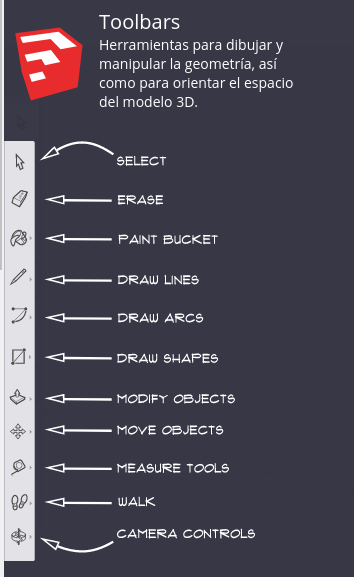 Toolbars
Herramientas para dibujar y
manipular la geometría, así
como para orientar el espacio
del modelo 3D.
SELECT
ERASE
PAINT BUCKET
DRAW LINES
DRAW ARCS
DRAW SHAPES
MODIFY OBJECTS
MOVE OBJECTS
MEASURE TOOLS
WALK
CAMERA CONTROLS